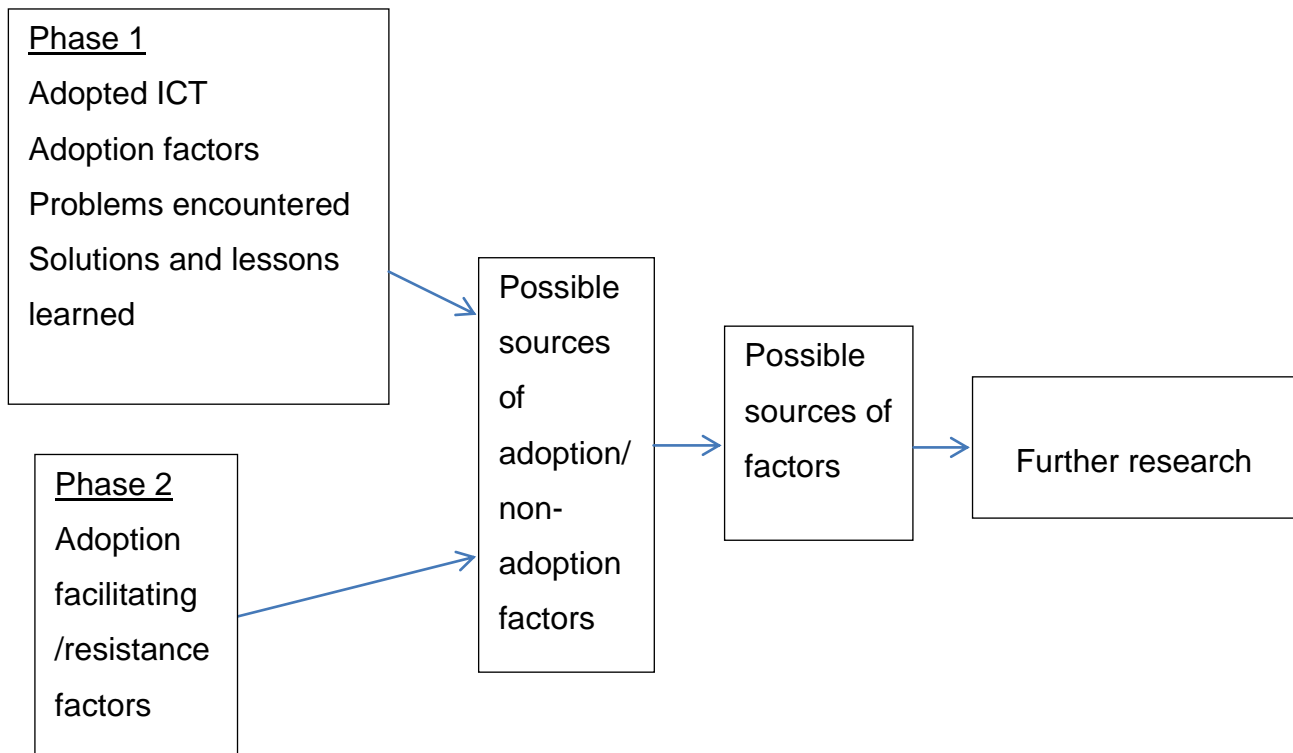 Phase 1
Adopted ICT
Adoption factors
Problems encountered
Solutions and lessons
learned
Phase 2
Adoption
facilitating
/resistance
factors
Possible
sources
of
adoption/
non-
adoption
factors
Possible
sources of
factors
Further research